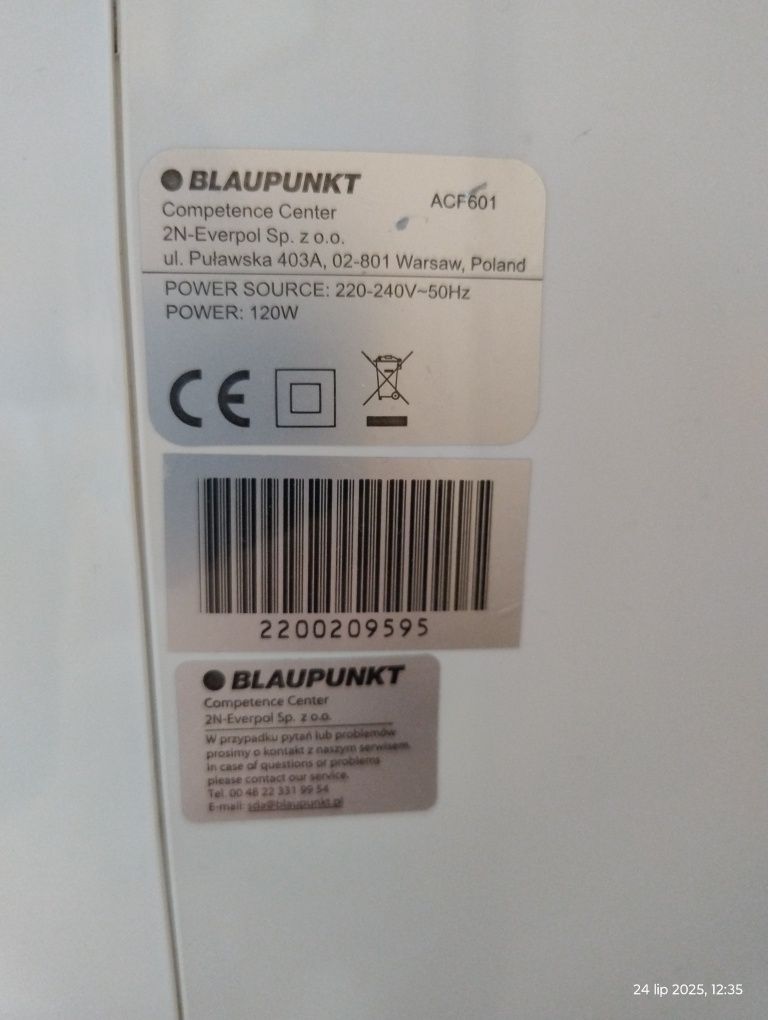 BLAUPUNKT
ACF601
Competence Center
2N-Everpol Sp. z o.o.
ul. Puławska 403A, 02-801 Warsaw, Poland
POWER SOURCE: 220-240V~50Hz
POWER: 120W
CE
2200209595
BLAUPUNKT
Competence Center
2N-Everpol Sp. z o.o.
W przypadku pytań lub problemów
prosimy o kontakt z naszym serwisem.
in case of questions or problems
please contact our service.
Tel. 00 48 22 331 99 54
E-mail: sda@blaupunkt.pl
24 lip 2025, 12:35